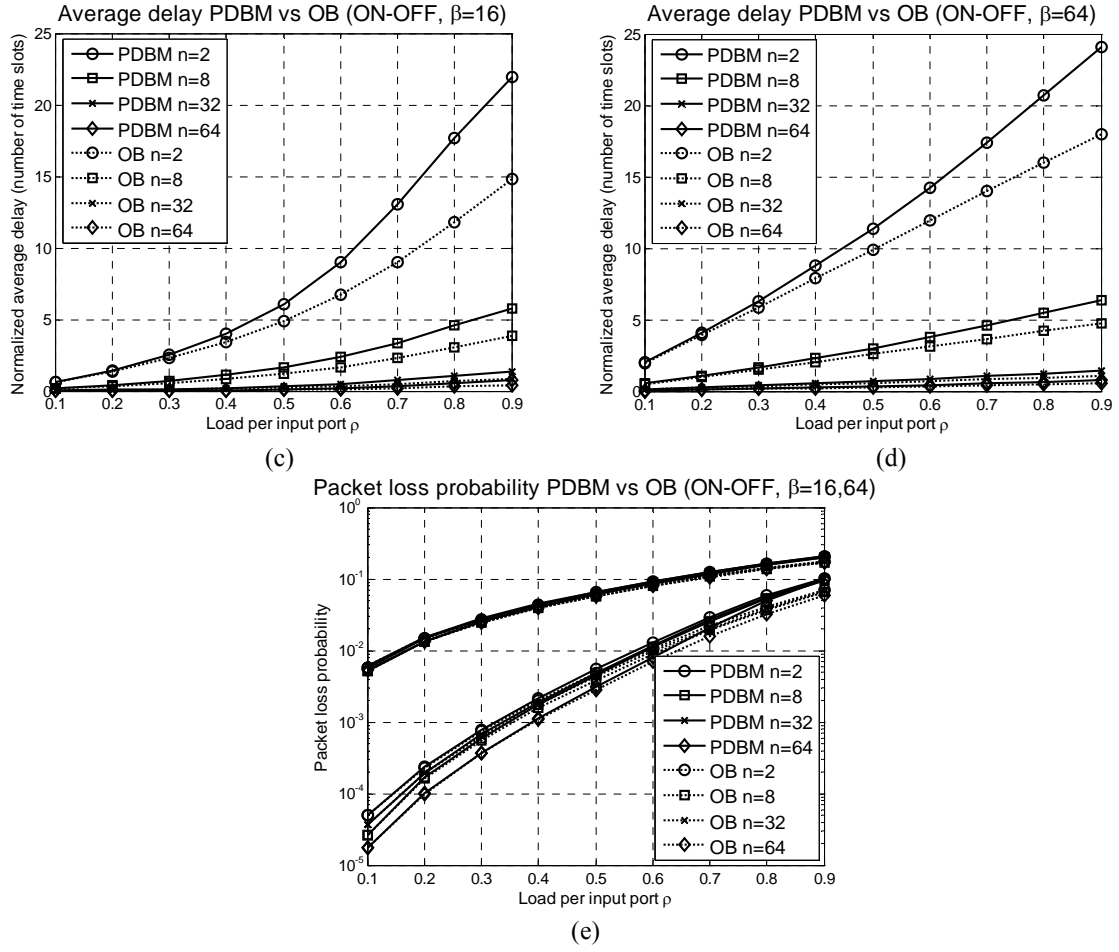 Average delay PDBM vs OB (ON-OFF, β=16)
Normalized average delay (number of time slots)
25
20
15
10
5
0
PDBM n=2
PDBM n=8
PDBM n=32
PDBM n=64
OB n=2
OB n=8
OB n=32
OB n=64
0.1 0.2 0.3 0.4 0.5 0.6 0.7 0.8 0.9
Load per input port ρ
(c)
Average delay PDBM vs OB (ON-OFF, β=64)
Normalized average delay (number of time slots)
25
20
15
10
5
0
PDBM n=2
PDBM n=8
PDBM n=32
PDBM n=64
OB n=2
OB n=8
OB n=32
OB n=64
0.1 0.2 0.3 0.4 0.5 0.6 0.7 0.8 0.9
Load per input port ρ
(d)
Packet loss probability PDBM vs OB (ON-OFF, β=16,64)
Packet loss probability
10⁰
10⁻¹
10⁻²
10⁻³
10⁻⁴
10⁻⁵
PDBM n=2
PDBM n=8
PDBM n=32
PDBM n=64
OB n=2
OB n=8
OB n=32
OB n=64
0.1 0.2 0.3 0.4 0.5 0.6 0.7 0.8 0.9
Load per input port ρ
(e)